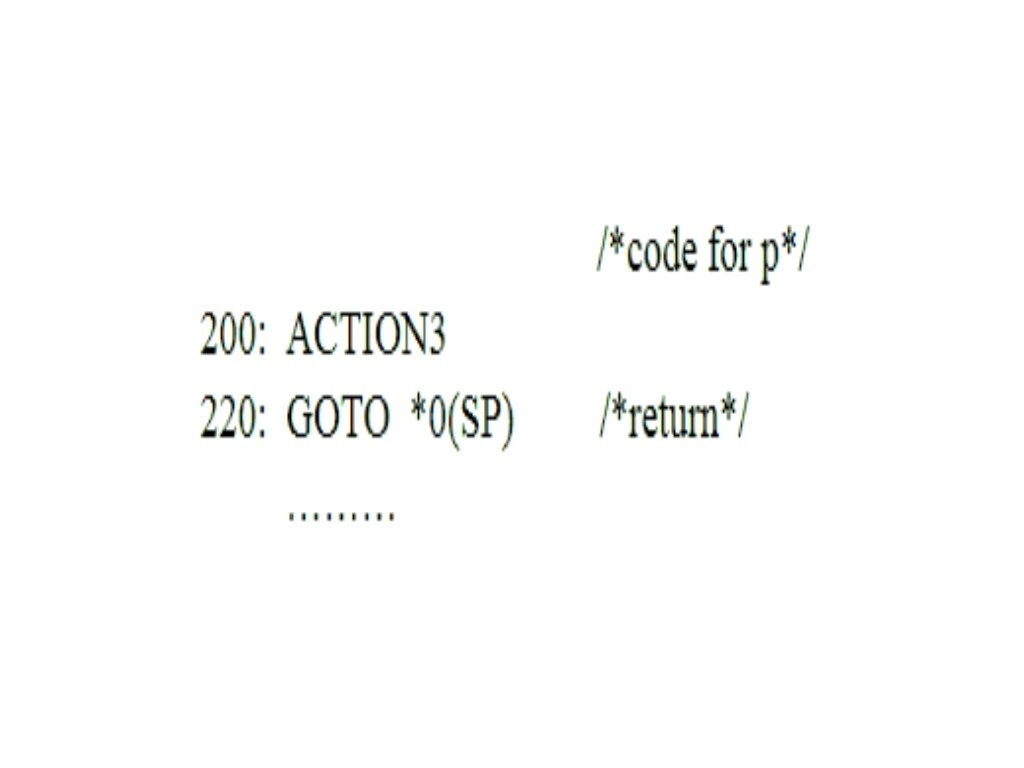 /*code for p*/
200: ACTION3
220: GOTO *0(SP) /*return*/
.........